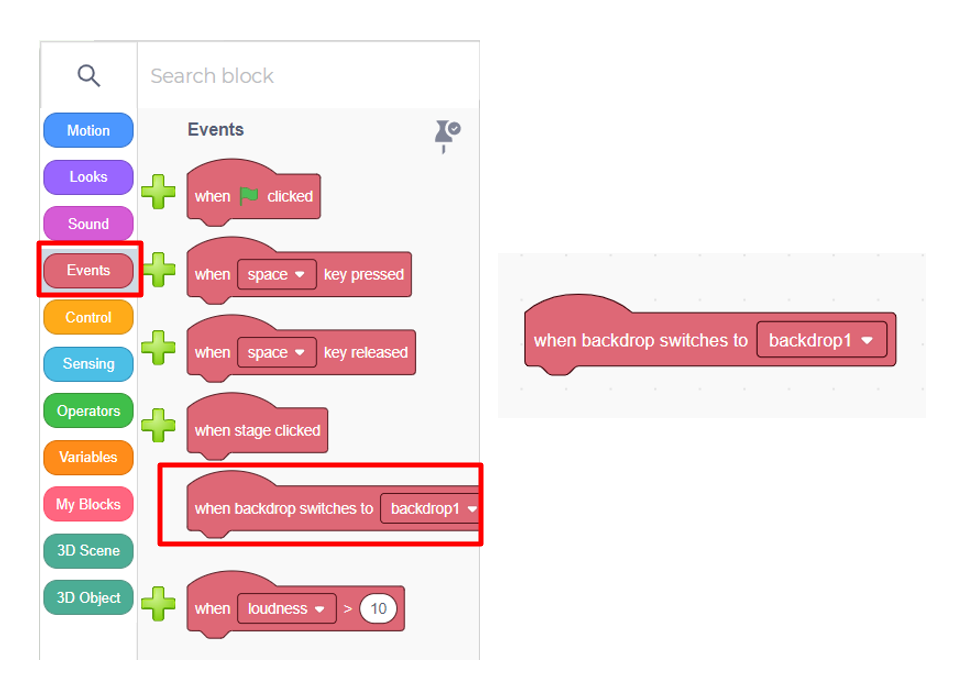 Search block
Motion
Looks
Sound
Events
Control
Sensing
Operators
Variables
My Blocks
3D Scene
3D Object
Events
when clicked
when space key pressed
when space key released
when stage clicked
when backdrop switches to backdrop1
when loudness > 10
when backdrop switches to backdrop1